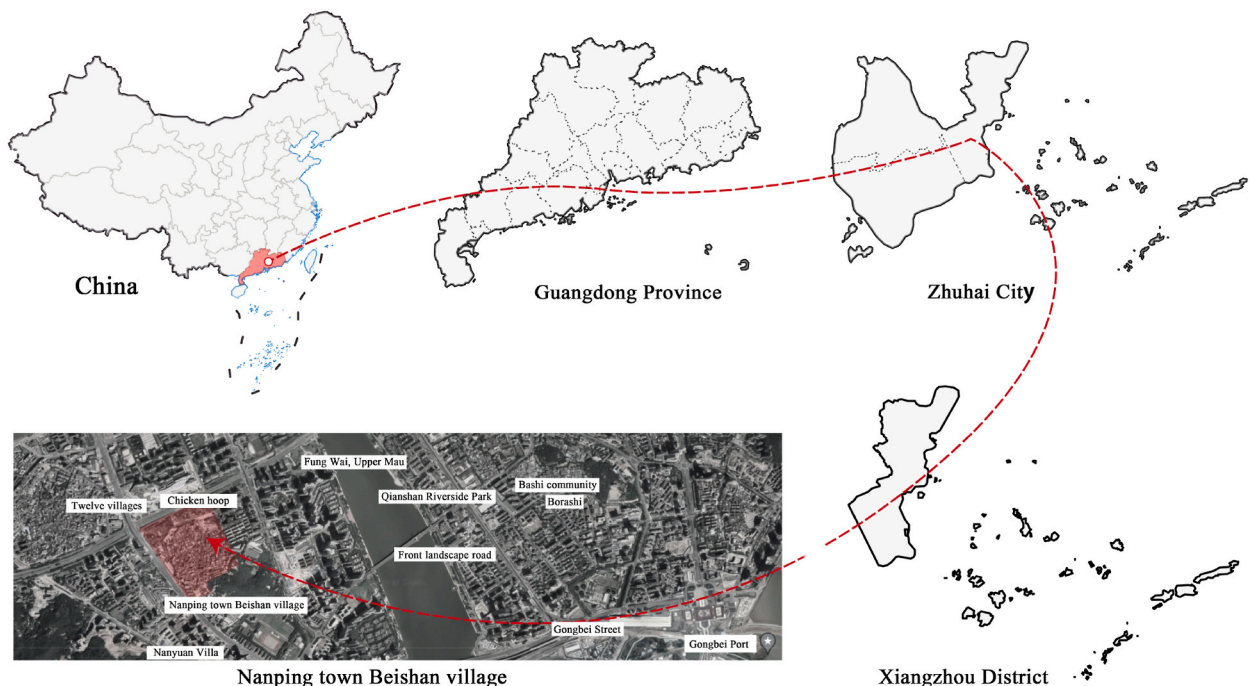 China
Guangdong Province
Zhuhai City
Fung Wai, Upper Mau
Chicken hoop
Twelve villages
Qianshan Riverside Park
Bashi community
Borashi
Front landscape road
Nanping town Beishan village
Gongbei Street
Gongbei Port
Nanyuan Villa
Nanping town Beishan village
Xiangzhou District